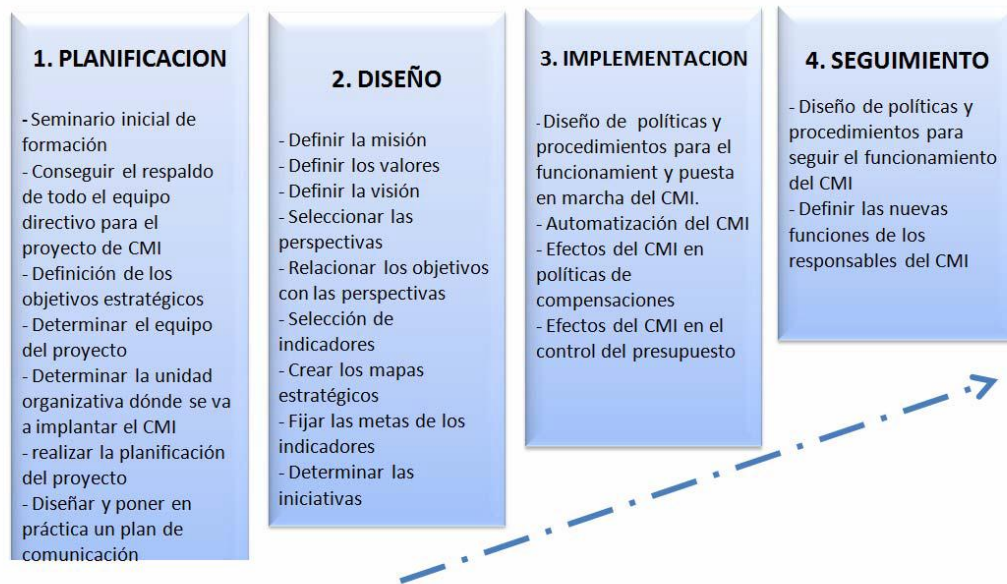 1. PLANIFICACION
- Seminario inicial de
formación
- Conseguir el respaldo
de todo el equipo
directivo para el
proyecto de CMI
- Definición de los
objetivos estratégicos
- Determinar el equipo
del proyecto
- Determinar la unidad
organizativa dónde se va
a implantar el CMI
- realizar la planificación
del proyecto
- Diseñar y poner en
práctica un plan de
comunicación
2. DISEÑO
- Definir la misión
- Definir los valores
- Definir la visión
- Seleccionar las
perspectivas
- Relacionar los objetivos
con las perspectivas
- Selección de
indicadores
- Crear los mapas
estratégicos
- Fijar las metas de los
indicadores
- Determinar las
iniciativas
3. IMPLEMENTACION
- Diseño de políticas y
procedimientos para el
funcionamient y puesta
en marcha del CMI.
- Automatización del CMI
- Efectos del CMI en
políticas de
compensaciones
- Efectos del CMI en el
control del presupuesto
4. SEGUIMIENTO
- Diseño de políticas y
procedimientos para
seguir el funcionamiento
del CMI
- Definir las nuevas
funciones de los
responsables del CMI